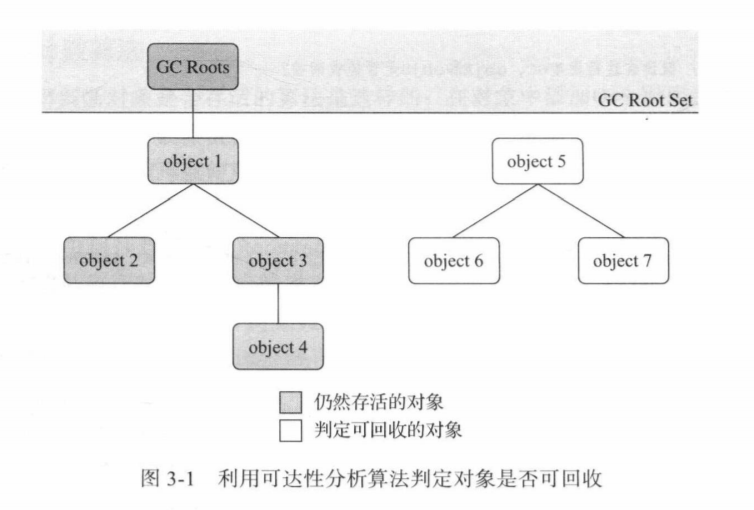 GC Roots
GC Root Set
object 1
object 5
object 2
object 3
object 6
object 7
object 4
仍然存活的对象
判定可回收的对象
图 3-1 利用可达性分析算法判定对象是否可回收